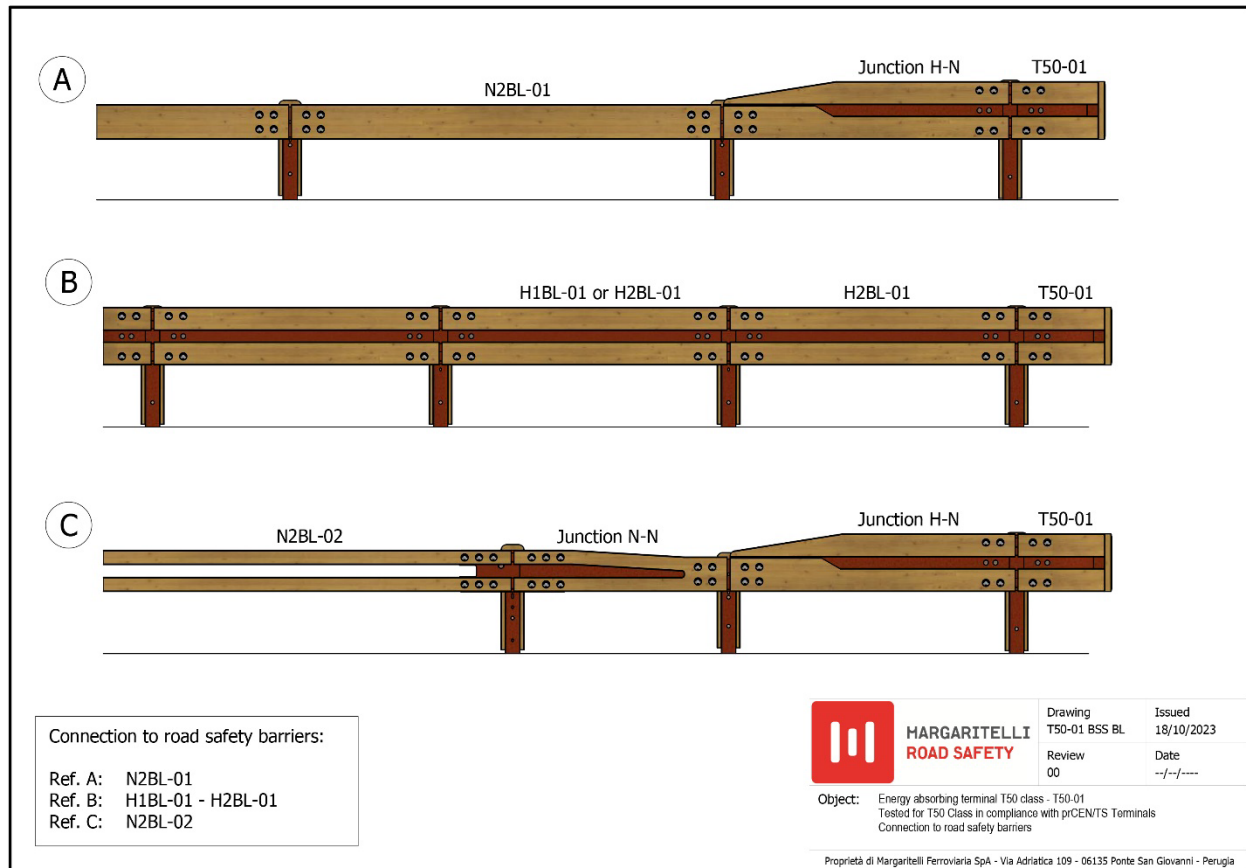 A
N2BL-01
Junction H-N
T50-01
B
H1BL-01 or H2BL-01
H2BL-01
T50-01
C
N2BL-02
Junction N-N
Junction H-N
T50-01
Connection to road safety barriers:
Ref. A: N2BL-01
Ref. B: H1BL-01 - H2BL-01
Ref. C: N2BL-02
MARGARITELLI
ROAD SAFETY
Drawing
T50-01 BSS BL
Issued
18/10/2023
Review
00
Date
--/--/----
Object: Energy absorbing terminal T50 class - T50-01
Tested for T50 Class in compliance with prCEN/TS Terminals
Connection to road safety barriers
Proprietà di Margaritelli Ferroviaria SpA - Via Adriatica 109 - 06135 Ponte San Giovanni - Perugia